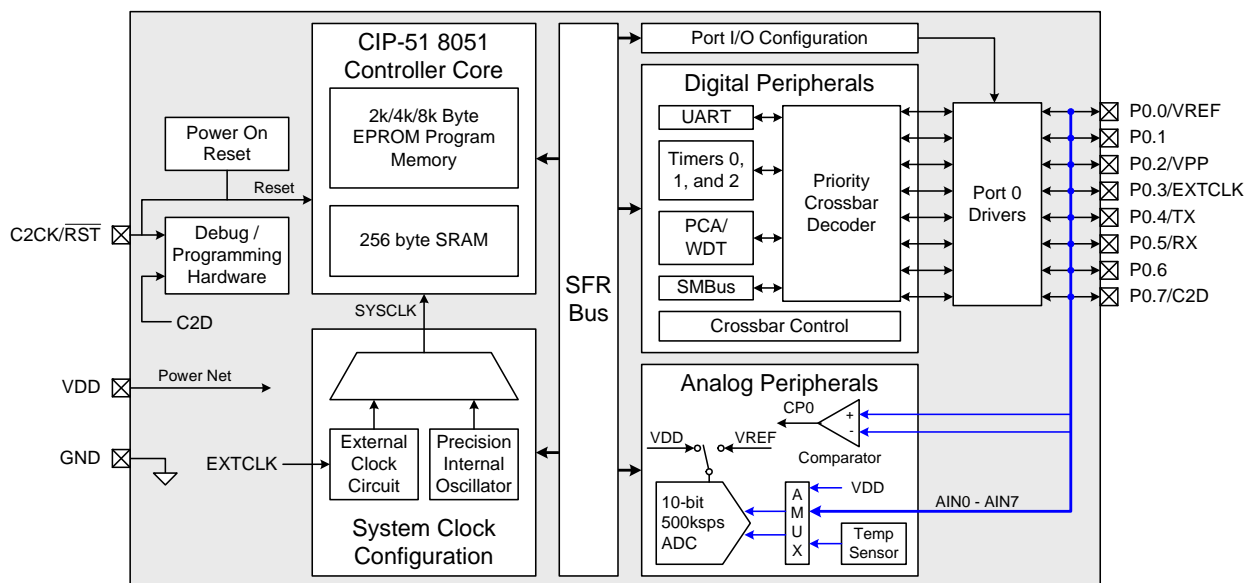 CIP-51 8051
Controller Core
2k/4k/8k Byte
EPROM Program
Memory
256 byte SRAM
Power On
Reset
Reset
C2CK/RST
Debug /
Programming
Hardware
C2D
VDD
Power Net
GND
SYSCLK
EXTCLK
External
Clock
Circuit
Precision
Internal
Oscillator
System Clock
Configuration
SFR
Bus
Port I/O Configuration
Digital Peripherals
UART
Timers 0,
1, and 2
PCA/
WDT
SMBus
Priority
Crossbar
Decoder
Crossbar Control
Port 0
Drivers
P0.0/VREF
P0.1
P0.2/VPP
P0.3/EXTCLK
P0.4/TX
P0.5/RX
P0.6
P0.7/C2D
Analog Peripherals
CP0
+
-
Comparator
VDD
VREF
10-bit
500ksps
ADC
A
M
U
X
VDD
AIN0 - AIN7
Temp
Sensor